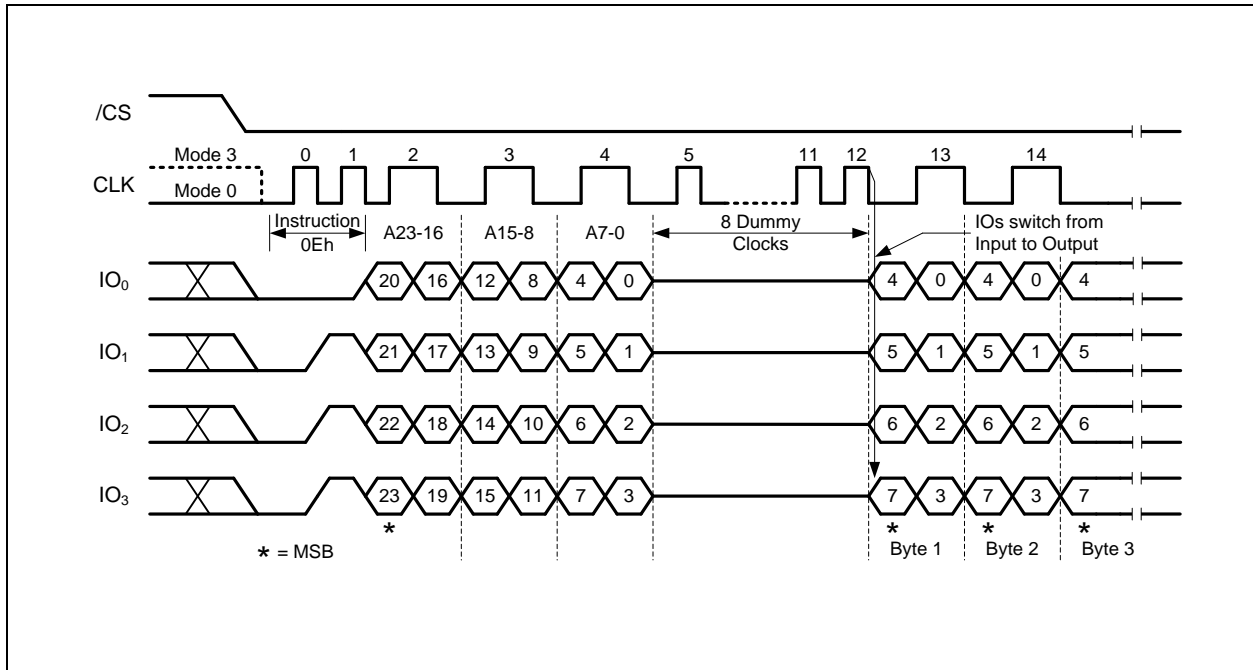 /CS
Mode 3 0 1 2 3 4 5 11 12 13 14
CLK
Mode 0
Instruction A23-16 A15-8 A7-0 8 Dummy IOs switch from
0Eh Clocks Input to Output
IO0 20 16 12 8 4 0 4 0 4 0 4
IO1 21 17 13 9 5 1 5 1 5 1 5
IO2 22 18 14 10 6 2 6 2 6 2 6
IO3 23 19 15 11 7 3 7 3 7 3 7
* * * *
* = MSB Byte 1 Byte 2 Byte 3